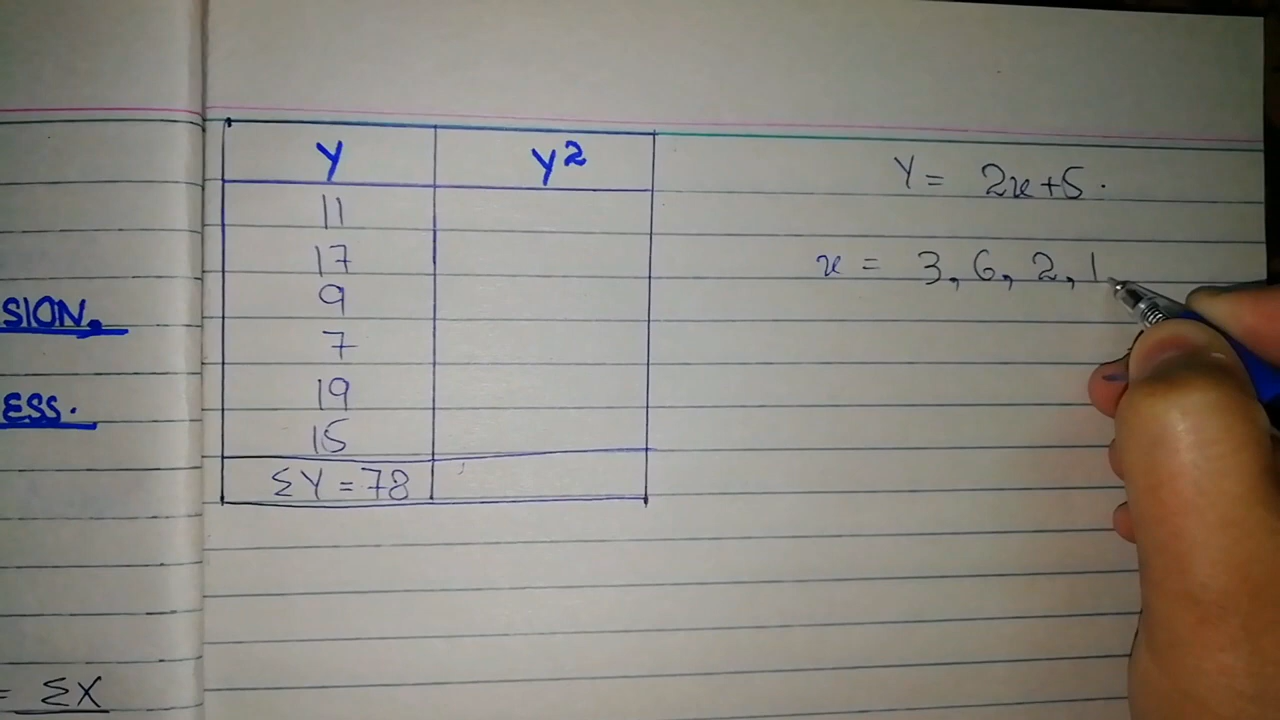 SION.
ESS.
= ΣX
Y Y²
11
17
9
7
19
15
ΣY = 78
Y = 2x+5.
x = 3, 6, 2, 1,